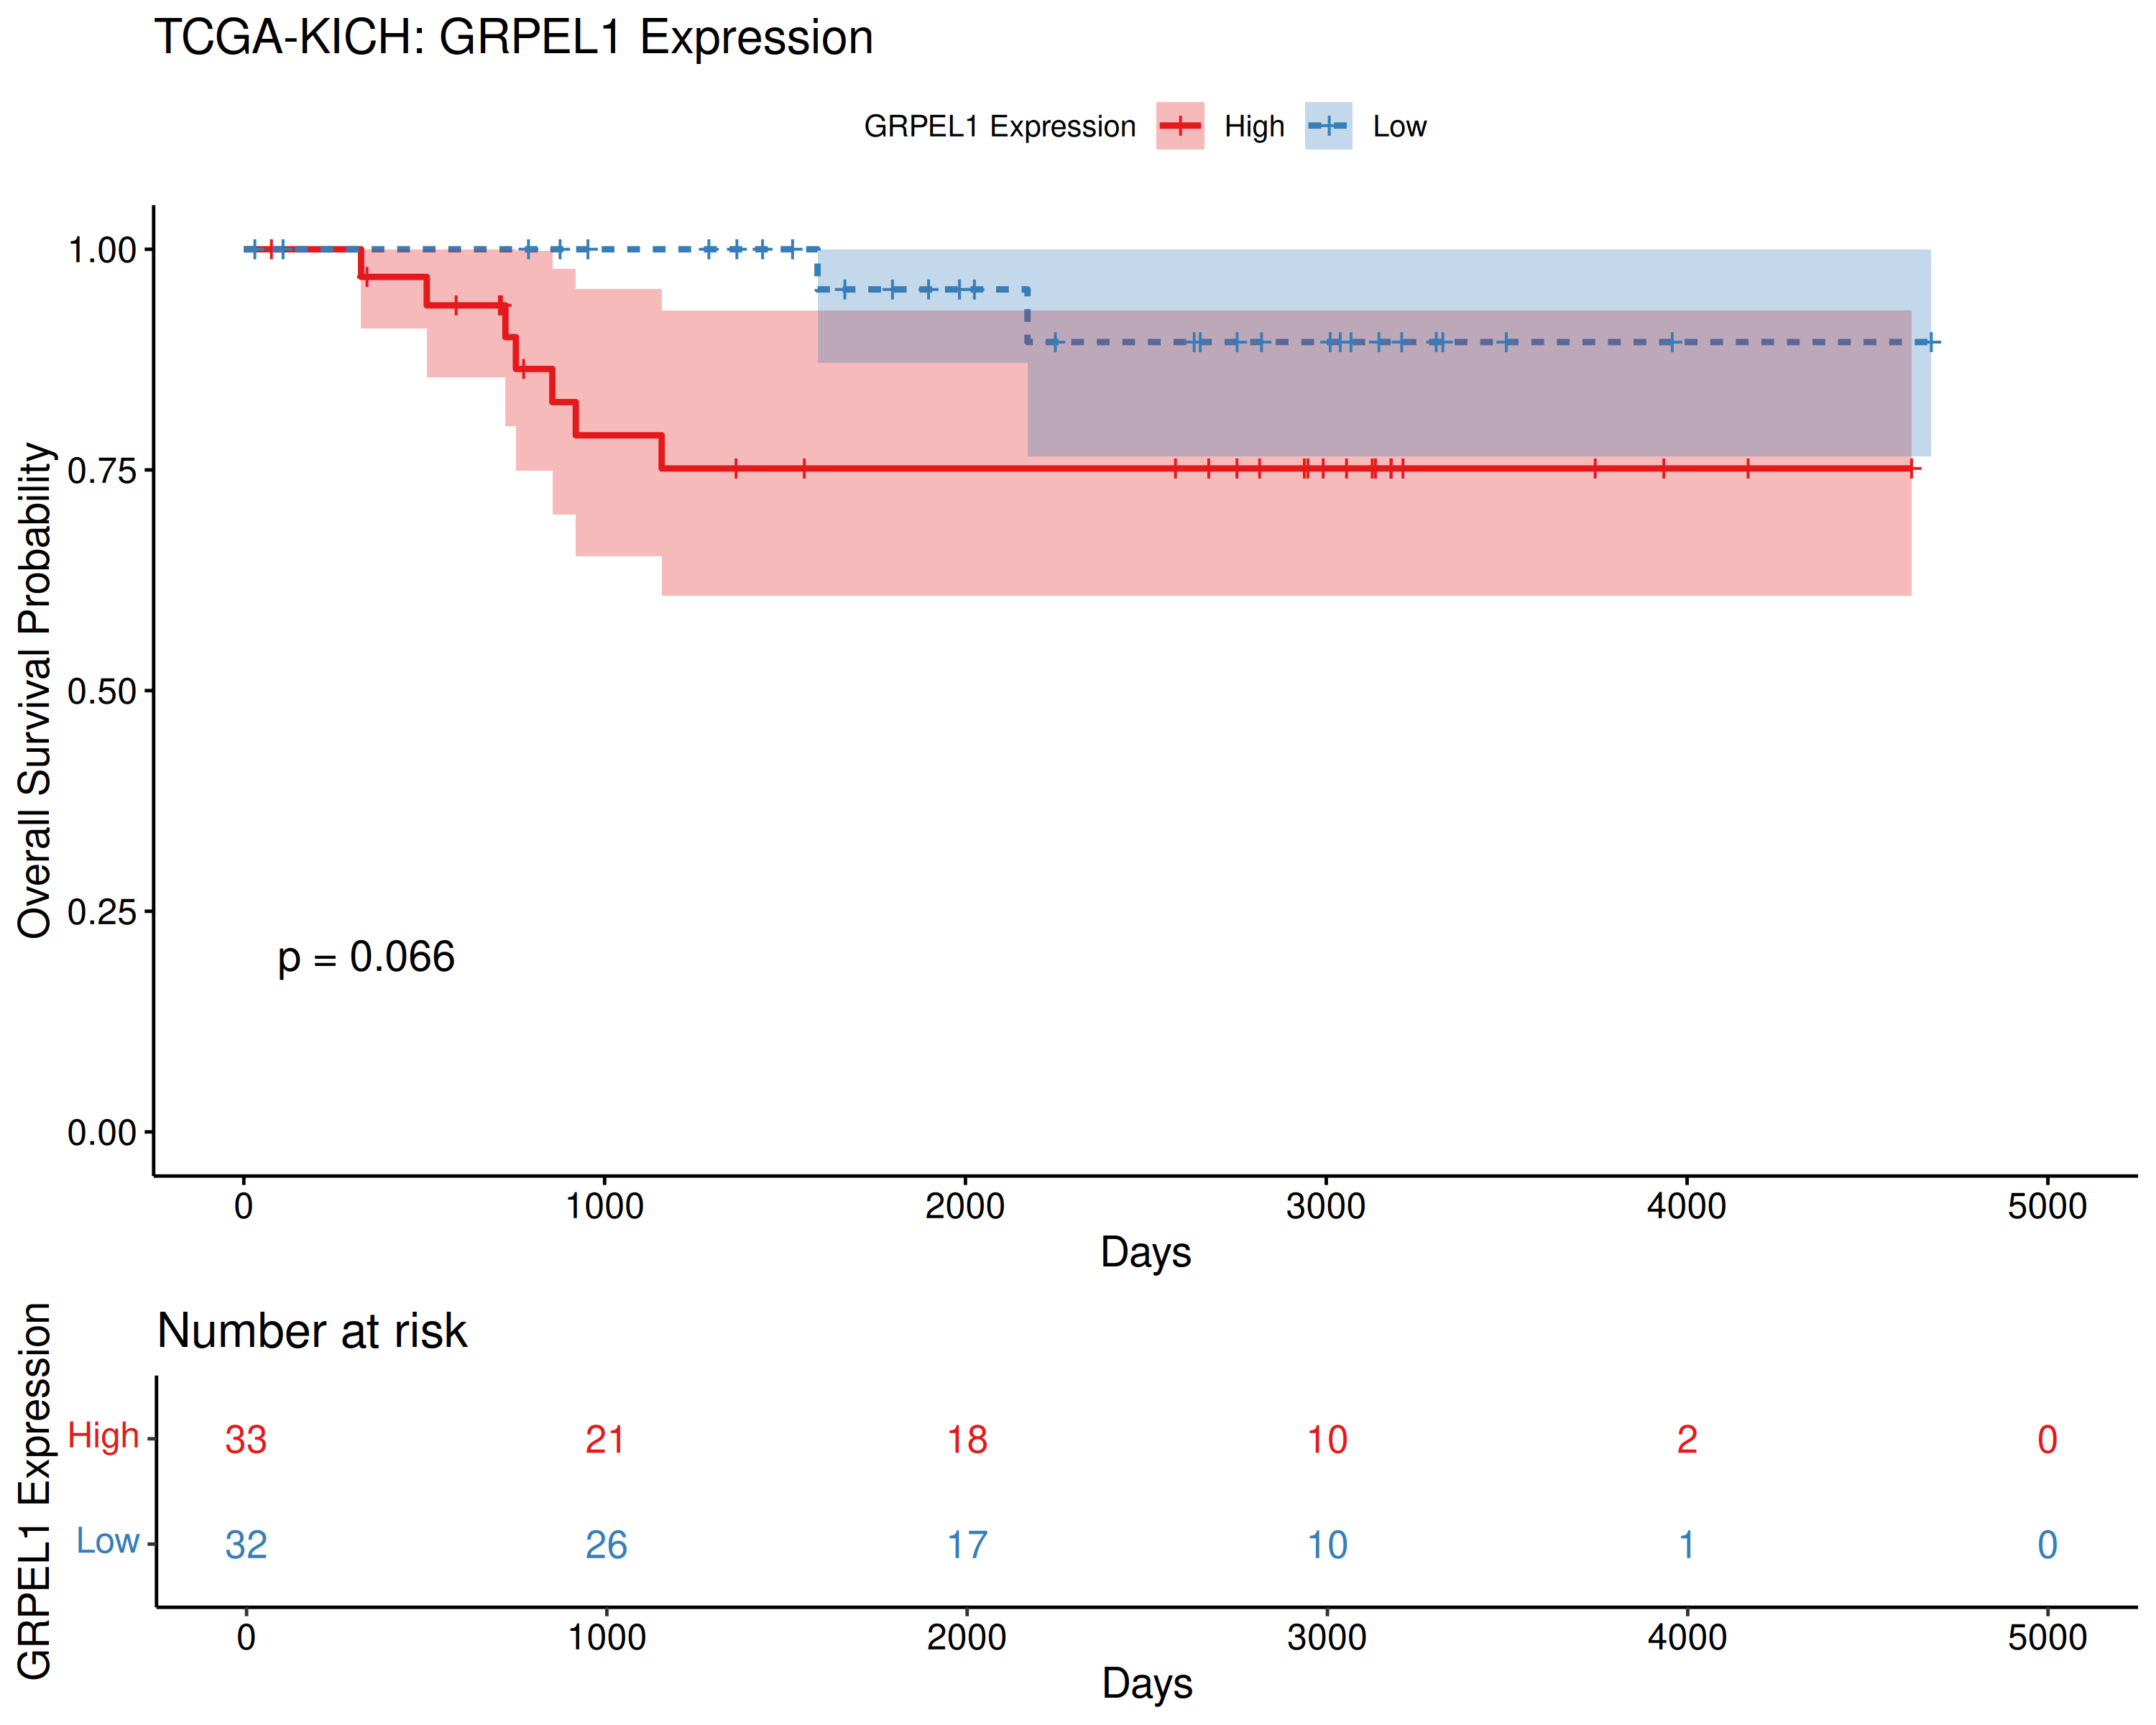 TCGA-KICH: GRPEL1 Expression
GRPEL1 Expression High Low
Overall Survival Probability
1.00
0.75
0.50
0.25
0.00
p = 0.066
0 1000 2000 3000 4000 5000
Days
Number at risk
GRPEL1 Expression
High 33 21 18 10 2 0
Low 32 26 17 10 1 0
0 1000 2000 3000 4000 5000
Days